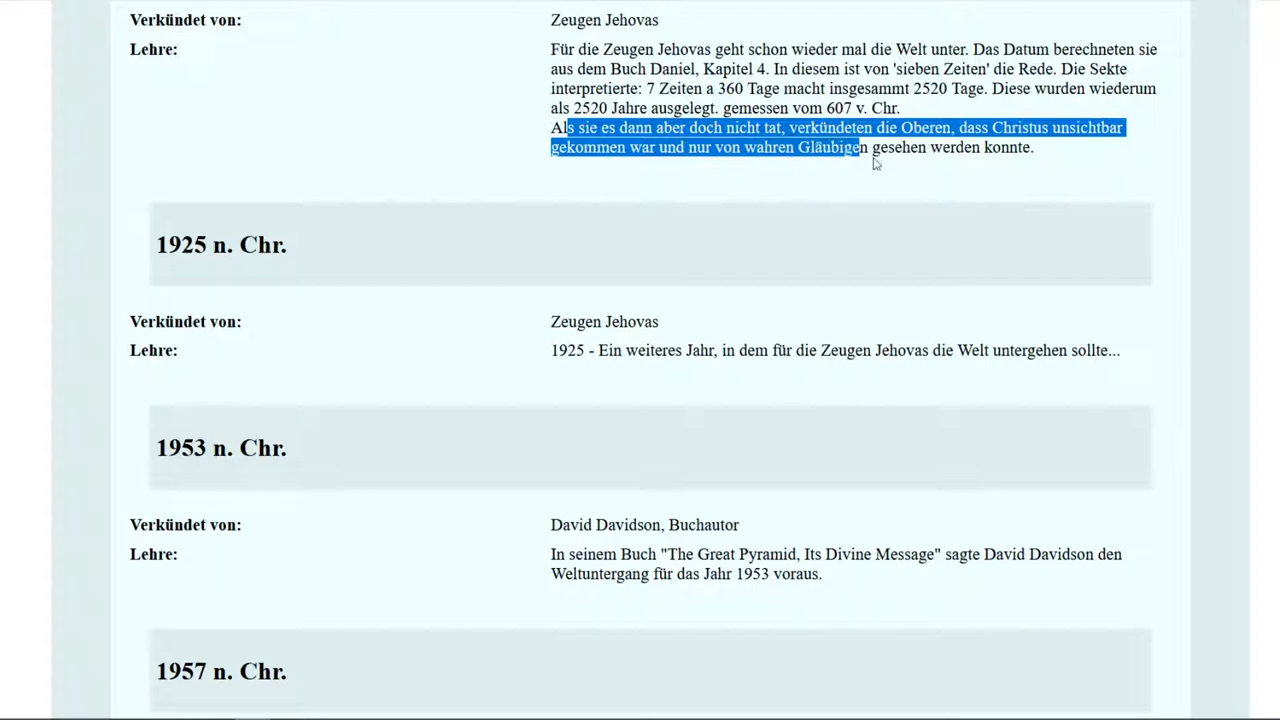 Verkündet von: Zeugen Jehovas
Lehre: Für die Zeugen Jehovas geht schon wieder mal die Welt unter. Das Datum berechneten sie
aus dem Buch Daniel, Kapitel 4. In diesem ist von 'sieben Zeiten' die Rede. Die Sekte
interpretierte: 7 Zeiten a 360 Tage macht insgesammt 2520 Tage. Diese wurden wiederum
als 2520 Jahre ausgelegt. gemessen vom 607 v. Chr.
Als sie es dann aber doch nicht tat, verkündeten die Oberen, dass Christus unsichtbar
gekommen war und nur von wahren Gläubigen gesehen werden konnte.
1925 n. Chr.
Verkündet von: Zeugen Jehovas
Lehre: 1925 - Ein weiteres Jahr, in dem für die Zeugen Jehovas die Welt untergehen sollte...
1953 n. Chr.
Verkündet von: David Davidson, Buchautor
Lehre: In seinem Buch "The Great Pyramid, Its Divine Message" sagte David Davidson den
Weltuntergang für das Jahr 1953 voraus.
1957 n. Chr.